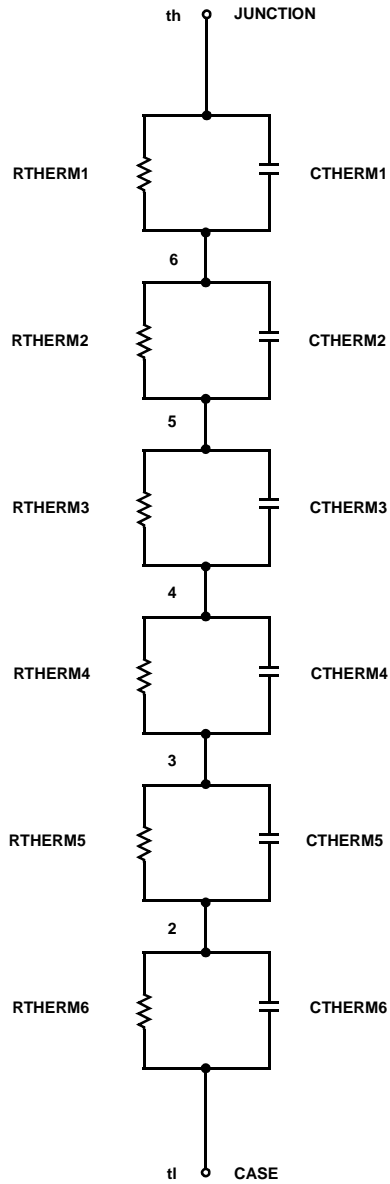 th JUNCTION
RTHERM1 CTHERM1
6
RTHERM2 CTHERM2
5
RTHERM3 CTHERM3
4
RTHERM4 CTHERM4
3
RTHERM5 CTHERM5
2
RTHERM6 CTHERM6
tl CASE